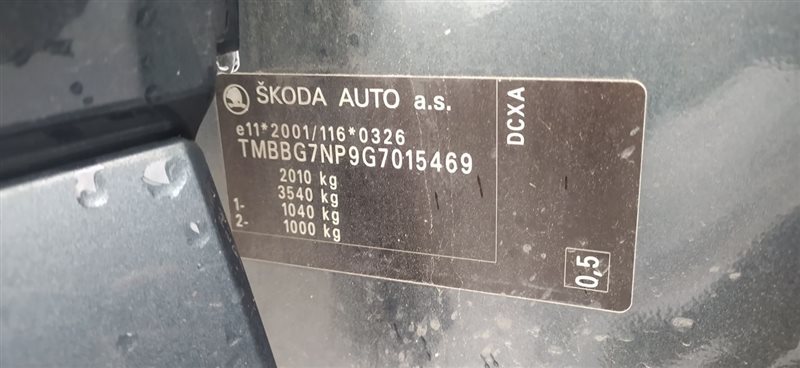 ŠKODA AUTO a.s.
e11*2001/116*0326
TMBBG7NP9G7015469
2010 kg
3540 kg
1- 1040 kg
2- 1000 kg
DCXA
0,5